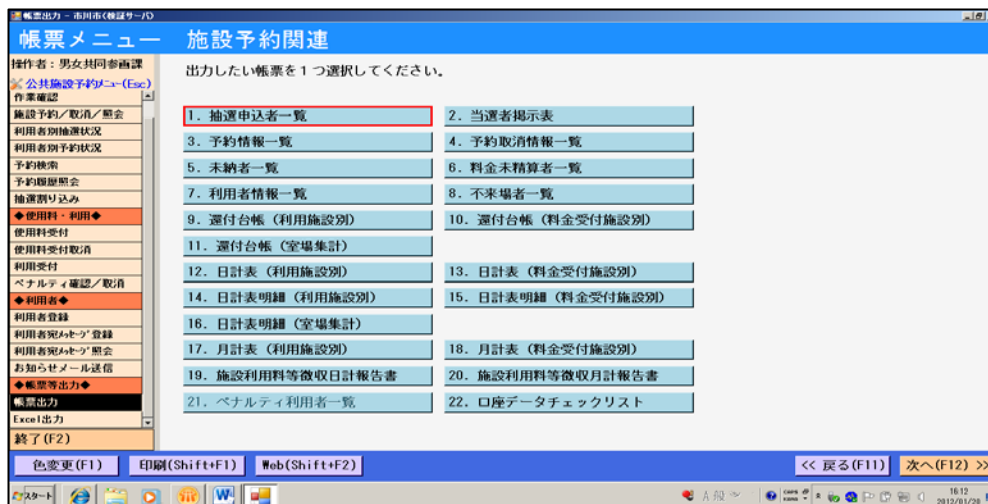 帳票出力 - 市川市(検証サーバ)
帳票メニュー 施設予約関連
操作者：男女共同参画課
公共施設予約メニュー(Esc)
作業確認
施設予約／取消／照会
利用者別抽選状況
利用者別予約状況
予約検索
予約履歴照会
抽選割り込み
◆使用料・利用◆
使用料受付
使用料受付取消
利用受付
ペナルティ確認／取消
◆利用者◆
利用者登録
利用者宛メッセージ登録
利用者宛メッセージ照会
お知らせメール送信
◆帳票等出力◆
帳票出力
Excel出力
終了(F2)
出力したい帳票を１つ選択してください。
1. 抽選申込者一覧
2. 当選者掲示表
3. 予約情報一覧
4. 予約取消情報一覧
5. 未納者一覧
6. 料金未精算者一覧
7. 利用者情報一覧
8. 不来場者一覧
9. 還付台帳（利用施設別）
10. 還付台帳（料金受付施設別）
11. 還付台帳（室場集計）
12. 日計表（利用施設別）
13. 日計表（料金受付施設別）
14. 日計表明細（利用施設別）
15. 日計表明細（料金受付施設別）
16. 日計表明細（室場集計）
17. 月計表（利用施設別）
18. 月計表（料金受付施設別）
19. 施設利用料等徴収日計報告書
20. 施設利用料等徴収月計報告書
21. ペナルティ利用者一覧
22. 口座データチェックリスト
色変更(F1) 印刷(Shift+F1) Web(Shift+F2) << 戻る(F11) 次へ(F12) >>
スタート
A 般
CAPS
16:12
2012/01/20